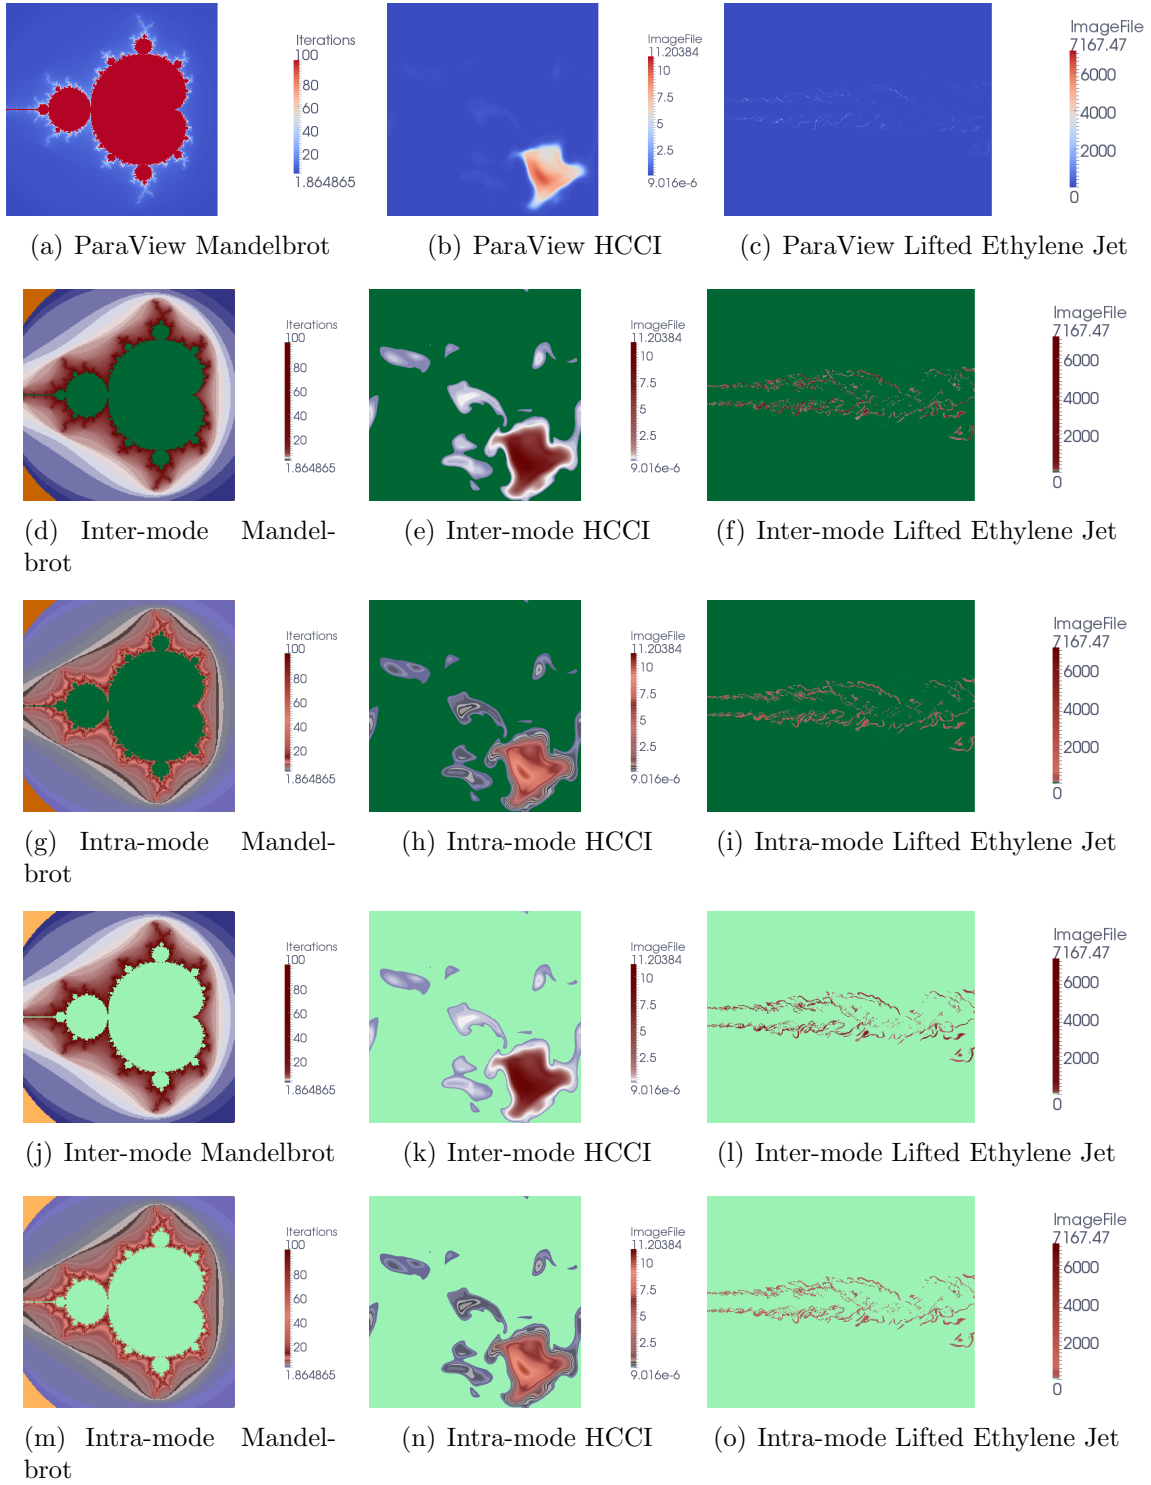 Iterations
100
80
60
40
20
1.864865
ImageFile
11.20384
10
7.5
5
2.5
9.016e-6
ImageFile
7167.47
6000
4000
2000
0
(a) ParaView Mandelbrot
(b) ParaView HCCI
(c) ParaView Lifted Ethylene Jet
Iterations
100
80
60
40
20
1.864865
ImageFile
11.20384
10
7.5
5
2.5
9.016e-6
ImageFile
7167.47
6000
4000
2000
0
(d) Inter-mode Mandel-
brot
(e) Inter-mode HCCI
(f) Inter-mode Lifted Ethylene Jet
Iterations
100
80
60
40
20
1.864865
ImageFile
11.20384
10
7.5
5
2.5
9.016e-6
ImageFile
7167.47
6000
4000
2000
0
(g) Intra-mode Mandel-
brot
(h) Intra-mode HCCI
(i) Intra-mode Lifted Ethylene Jet
Iterations
100
80
60
40
20
1.864865
ImageFile
11.20384
10
7.5
5
2.5
9.016e-6
ImageFile
7167.47
6000
4000
2000
0
(j) Inter-mode Mandelbrot
(k) Inter-mode HCCI
(l) Inter-mode Lifted Ethylene Jet
Iterations
100
80
60
40
20
1.864865
ImageFile
11.20384
10
7.5
5
2.5
9.016e-6
ImageFile
7167.47
6000
4000
2000
0
(m) Intra-mode Mandel-
brot
(n) Intra-mode HCCI
(o) Intra-mode Lifted Ethylene Jet